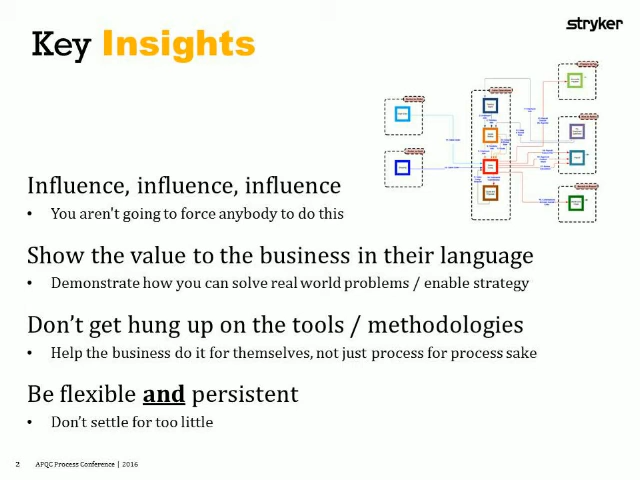 stryker
Key Insights
Influence, influence, influence
• You aren't going to force anybody to do this
Show the value to the business in their language
• Demonstrate how you can solve real world problems / enable strategy
Don't get hung up on the tools / methodologies
• Help the business do it for themselves, not just process for process sake
Be flexible and persistent
• Don't settle for too little
2 APQC Process Conference | 2016